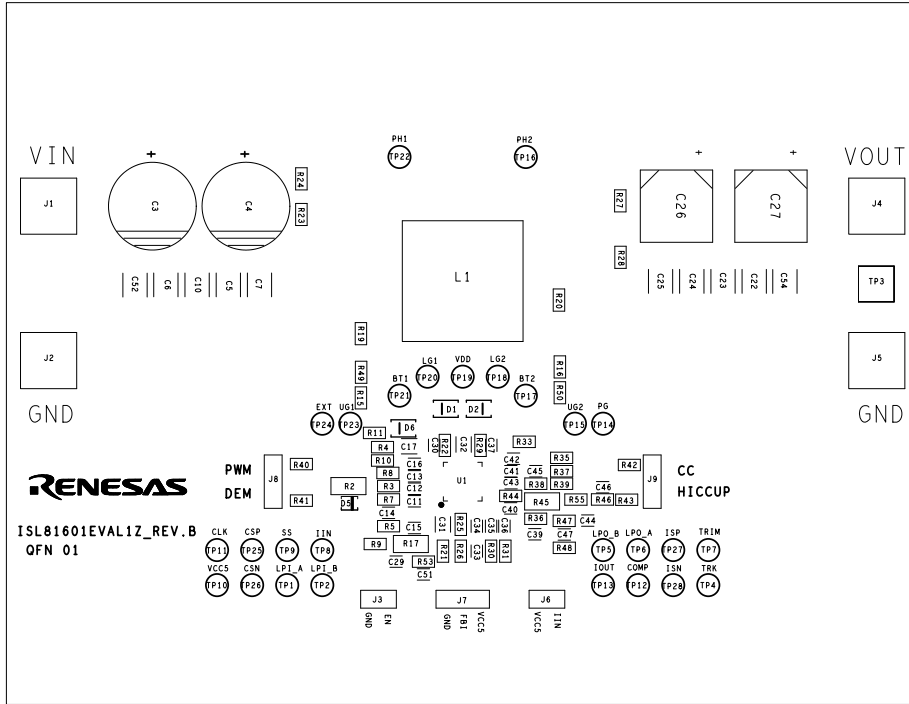 PH1
PH2
TP22
TP16
VIN
+
+
+
+
VOUT
J1
C3
C4
R24
R23
R27
C26
C27
J4
R28
L1
C52
C6
C10
C5
C7
C25
C24
C23
C22
C54
TP3
R20
R19
J2
J5
LG1
VDD
LG2
R49
TP20
TP19
TP18
R16
BT1
BT2
R15
TP21
TP17
R50
GND
GND
EXT
UG1
D1
D2
UG2
PG
TP24
TP23
D6
TP15
TP14
R11
R4
C17
C30
R22
C32
R29
C37
R33
R10
C16
C42
R35
PWM
R40
R8
C13
C41
C45
R37
R42
CC
J8
U1
J9
R2
R3
C12
C43
R38
R39
C46
DEM
R41
D5
R7
C11
R44
R45
R55
R46
R43
HICCUP
RENESAS
C14
C40
R5
C15
C31
R25
C34
C35
C36
R36
R47
C44
ISL81601EVAL1Z_REV.B
QFN 01
C39
C47
CLK
CSP
SS
IIN
R9
R17
R21
R26
C33
R30
R31
R48
LPO_B
LPO_A
ISP
TRIM
TP11
TP25
TP9
TP8
TP5
TP6
TP27
TP7
C29
R53
VCC5
CSN
LPI_A
LPI_B
C51
IOUT
COMP
ISN
TRK
TP10
TP26
TP1
TP2
TP13
TP12
TP28
TP4
J3
J7
J6
GND
EN
GND
FBI
VCC5
VCC5
IIN